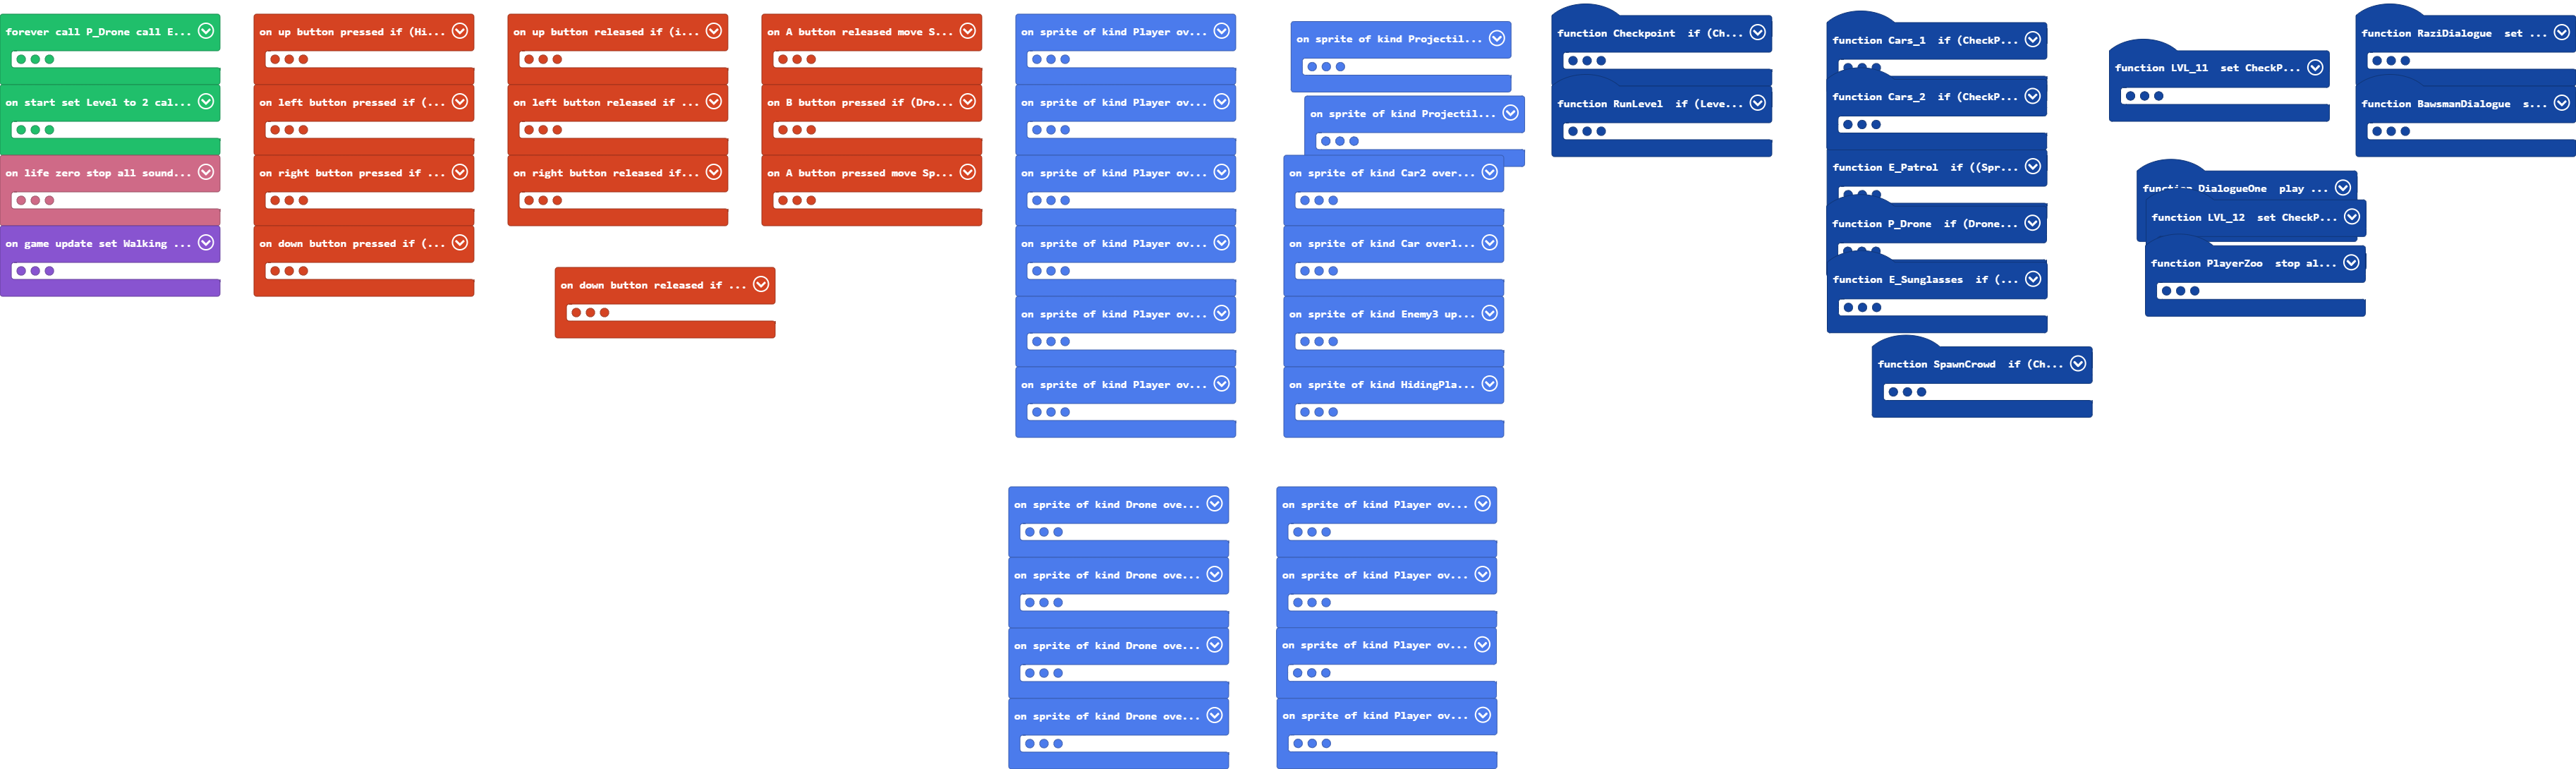 forever call P_Drone call E...
on start set Level to 2 cal...
on life zero stop all sound...
on game update set Walking ...
on up button pressed if (Hi...
on left button pressed if (...
on right button pressed if ...
on down button pressed if (...
on up button released if (i...
on left button released if ...
on right button released if...
on down button released if ...
on A button released move S...
on B button pressed if (Dro...
on A button pressed move Sp...
on sprite of kind Player ov...
on sprite of kind Player ov...
on sprite of kind Player ov...
on sprite of kind Player ov...
on sprite of kind Player ov...
on sprite of kind Player ov...
on sprite of kind Drone ove...
on sprite of kind Drone ove...
on sprite of kind Drone ove...
on sprite of kind Drone ove...
on sprite of kind Projectil...
on sprite of kind Projectil...
on sprite of kind Car2 over...
on sprite of kind Car overl...
on sprite of kind Enemy3 up...
on sprite of kind HidingPla...
on sprite of kind Player ov...
on sprite of kind Player ov...
on sprite of kind Player ov...
on sprite of kind Player ov...
function Checkpoint if (Ch...
function RunLevel if (Leve...
function Cars_1 if (CheckP...
function Cars_2 if (CheckP...
function E_Patrol if ((Spr...
function P_Drone if (Drone...
function E_Sunglasses if (...
function SpawnCrowd if (Ch...
function LVL_11 set CheckP...
function DialogueOne play ...
function LVL_12 set CheckP...
function PlayerZoo stop al...
function RaziDialogue set ...
function BawsmanDialogue s...